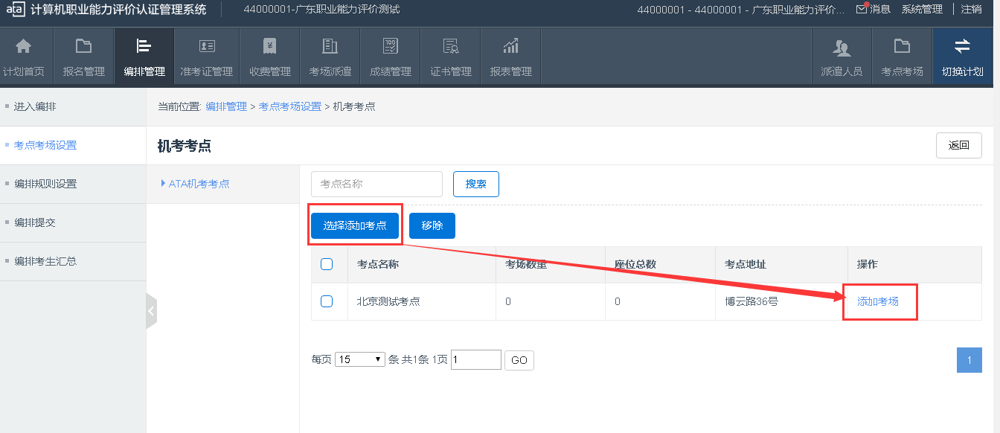 ata 计算机职业能力评价认证管理系统 44000001-广东职业能力评价测试 44000001 - 44000001 - 广东职业能力评价... 消息 系统管理 注销
计划首页 报名管理 编排管理 准考证管理 收费管理 考场派遣 成绩管理 证书管理 报表管理 派遣人员 考点考场 切换计划
进入编排
考点考场设置
编排规则设置
编排提交
编排考生汇总
当前位置: 编排管理 > 考点考场设置 > 机考考点
机考考点 返回
ATA机考考点
考点名称 搜索
选择添加考点 移除
考点名称 考场数量 座位总数 考点地址 操作
北京测试考点 0 0 博云路36号 添加考场
每页 15 条 共1条 1页 1 GO 1